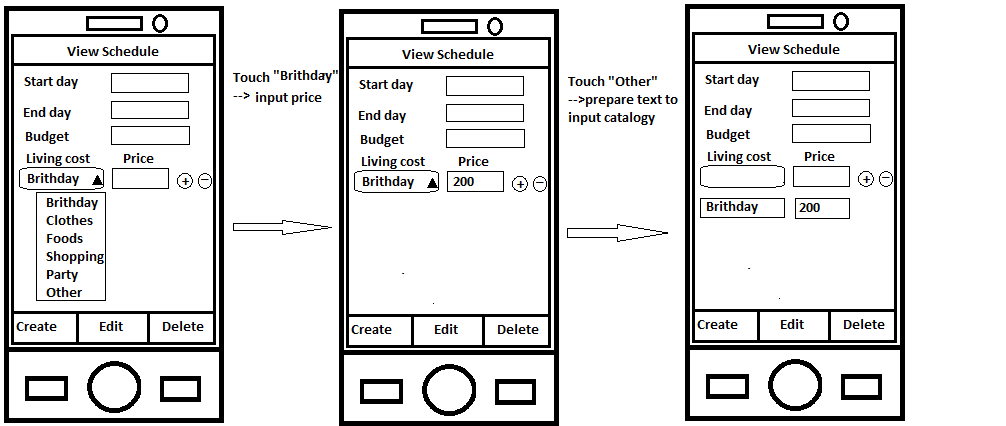 View Schedule
Start day
End day
Budget
Living cost Price
Brithday
Brithday
Clothes
Foods
Shopping
Party
Other
Create Edit Delete
Touch "Brithday"
--> input price
View Schedule
Start day
End day
Budget
Living cost Price
Brithday 200
Create Edit Delete
Touch "Other"
-->prepare text to
input catalogy
View Schedule
Start day
End day
Budget
Living cost Price
Brithday 200
Create Edit Delete